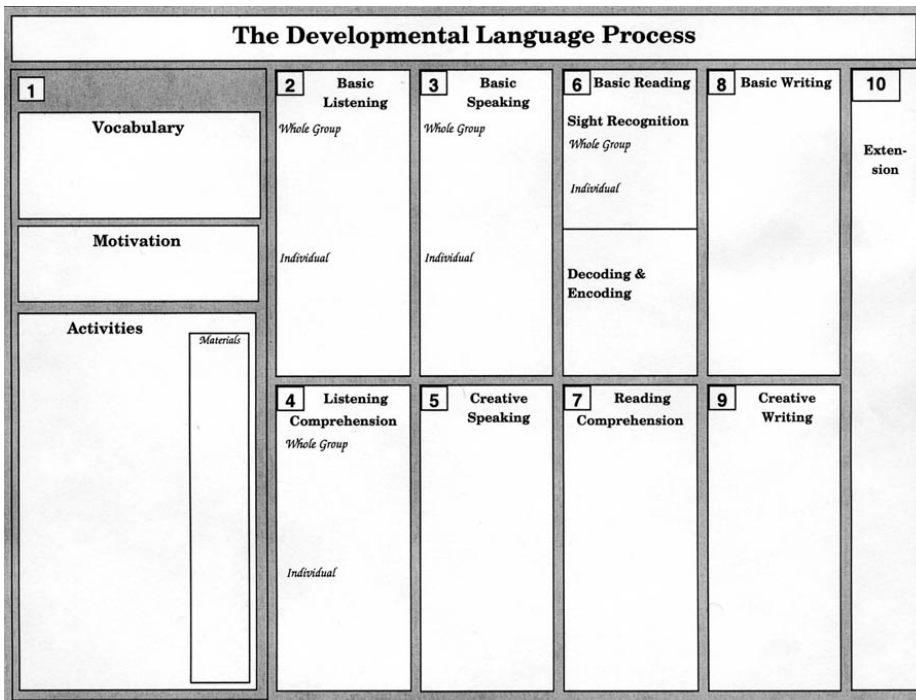 The Developmental Language Process
1
Vocabulary
Motivation
Activities
Materials
2 Basic
Listening
Whole Group
Individual
3 Basic
Speaking
Whole Group
Individual
4 Listening
Comprehension
Whole Group
Individual
5 Creative
Speaking
6 Basic Reading
Sight Recognition
Whole Group
Individual
Decoding &
Encoding
7 Reading
Comprehension
8 Basic Writing
9 Creative
Writing
10
Exten-
sion